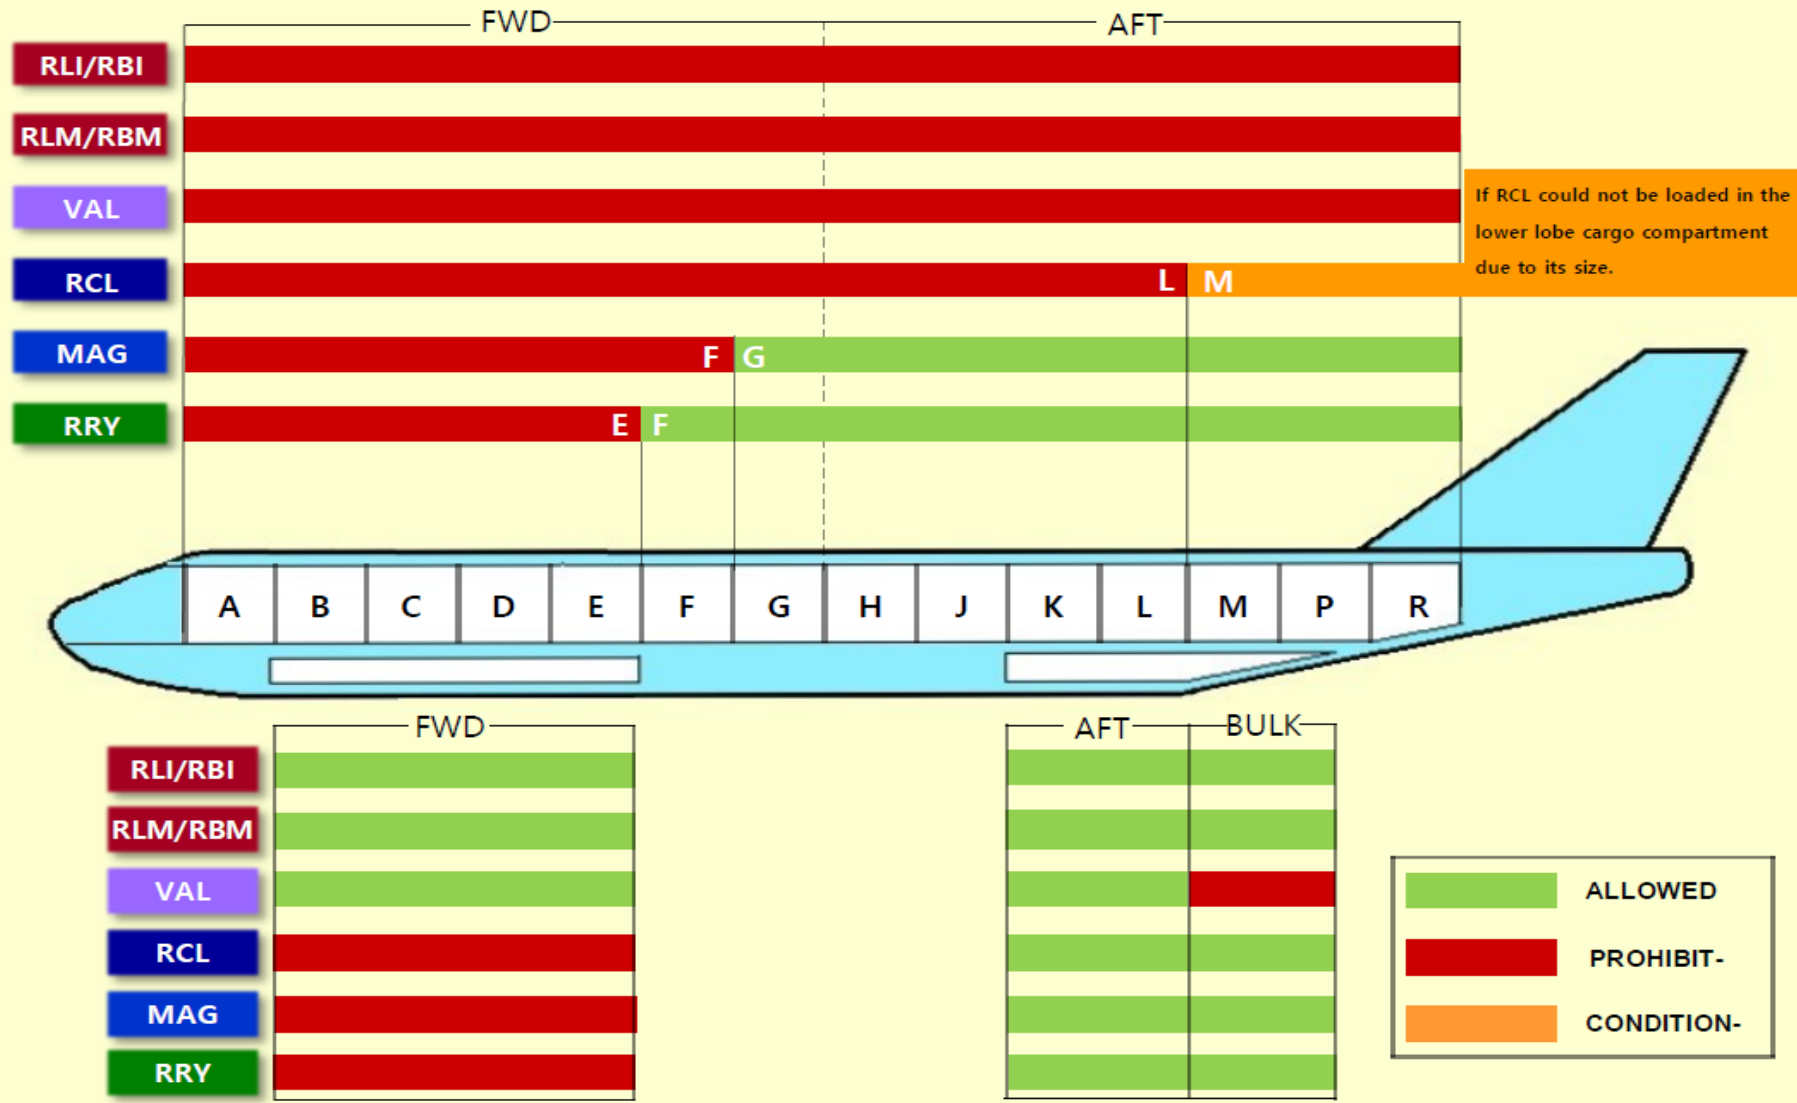 FWD AFT
RLI/RBI
RLM/RBM
VAL
If RCL could not be loaded in the
lower lobe cargo compartment
due to its size.
RCL L M
MAG F G
RRY E F
A B C D E F G H J K L M P R
FWD AFT BULK
RLI/RBI
RLM/RBM
VAL
ALLOWED
RCL
PROHIBIT-
MAG
CONDITION-
RRY